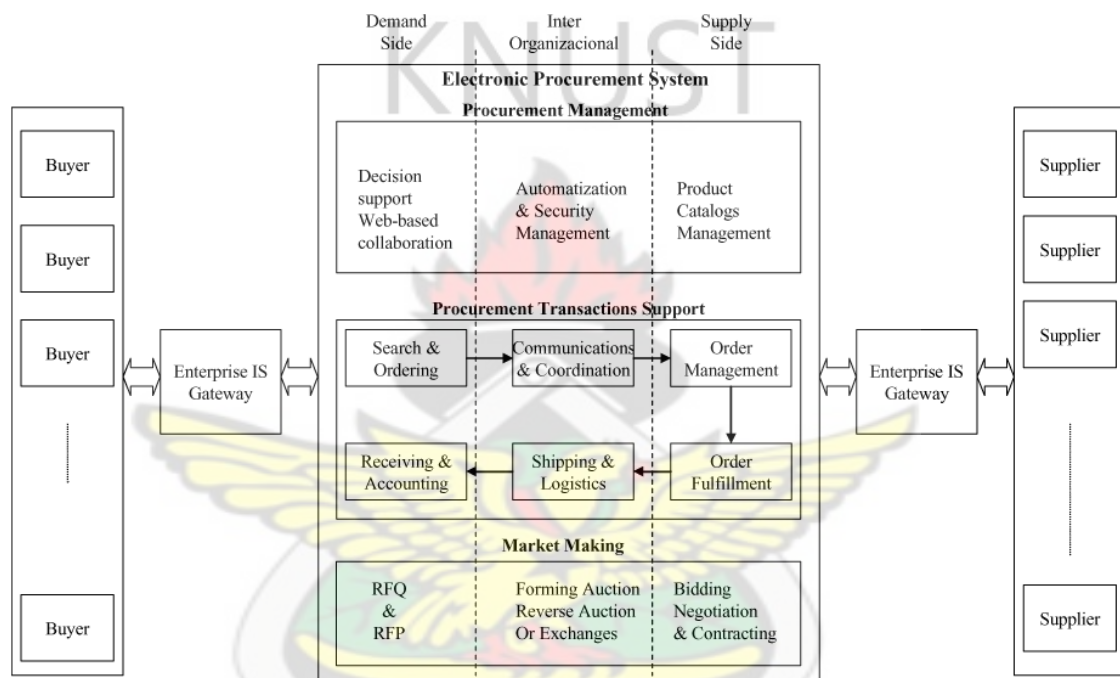 Demand
Side
Inter
Organizacional
Supply
Side
KNUST
Electronic Procurement System
Procurement Management
Decision
support
Web-based
collaboration
Automatization
& Security
Management
Product
Catalogs
Management
Procurement Transactions Support
Search &
Ordering
Communications
& Coordination
Order
Management
Receiving &
Accounting
Shipping &
Logistics
Order
Fulfillment
Market Making
RFQ
&
RFP
Forming Auction
Reverse Auction
Or Exchanges
Bidding
Negotiation
& Contracting
Buyer
Buyer
Buyer
Buyer
Enterprise IS
Gateway
Enterprise IS
Gateway
Supplier
Supplier
Supplier
Supplier